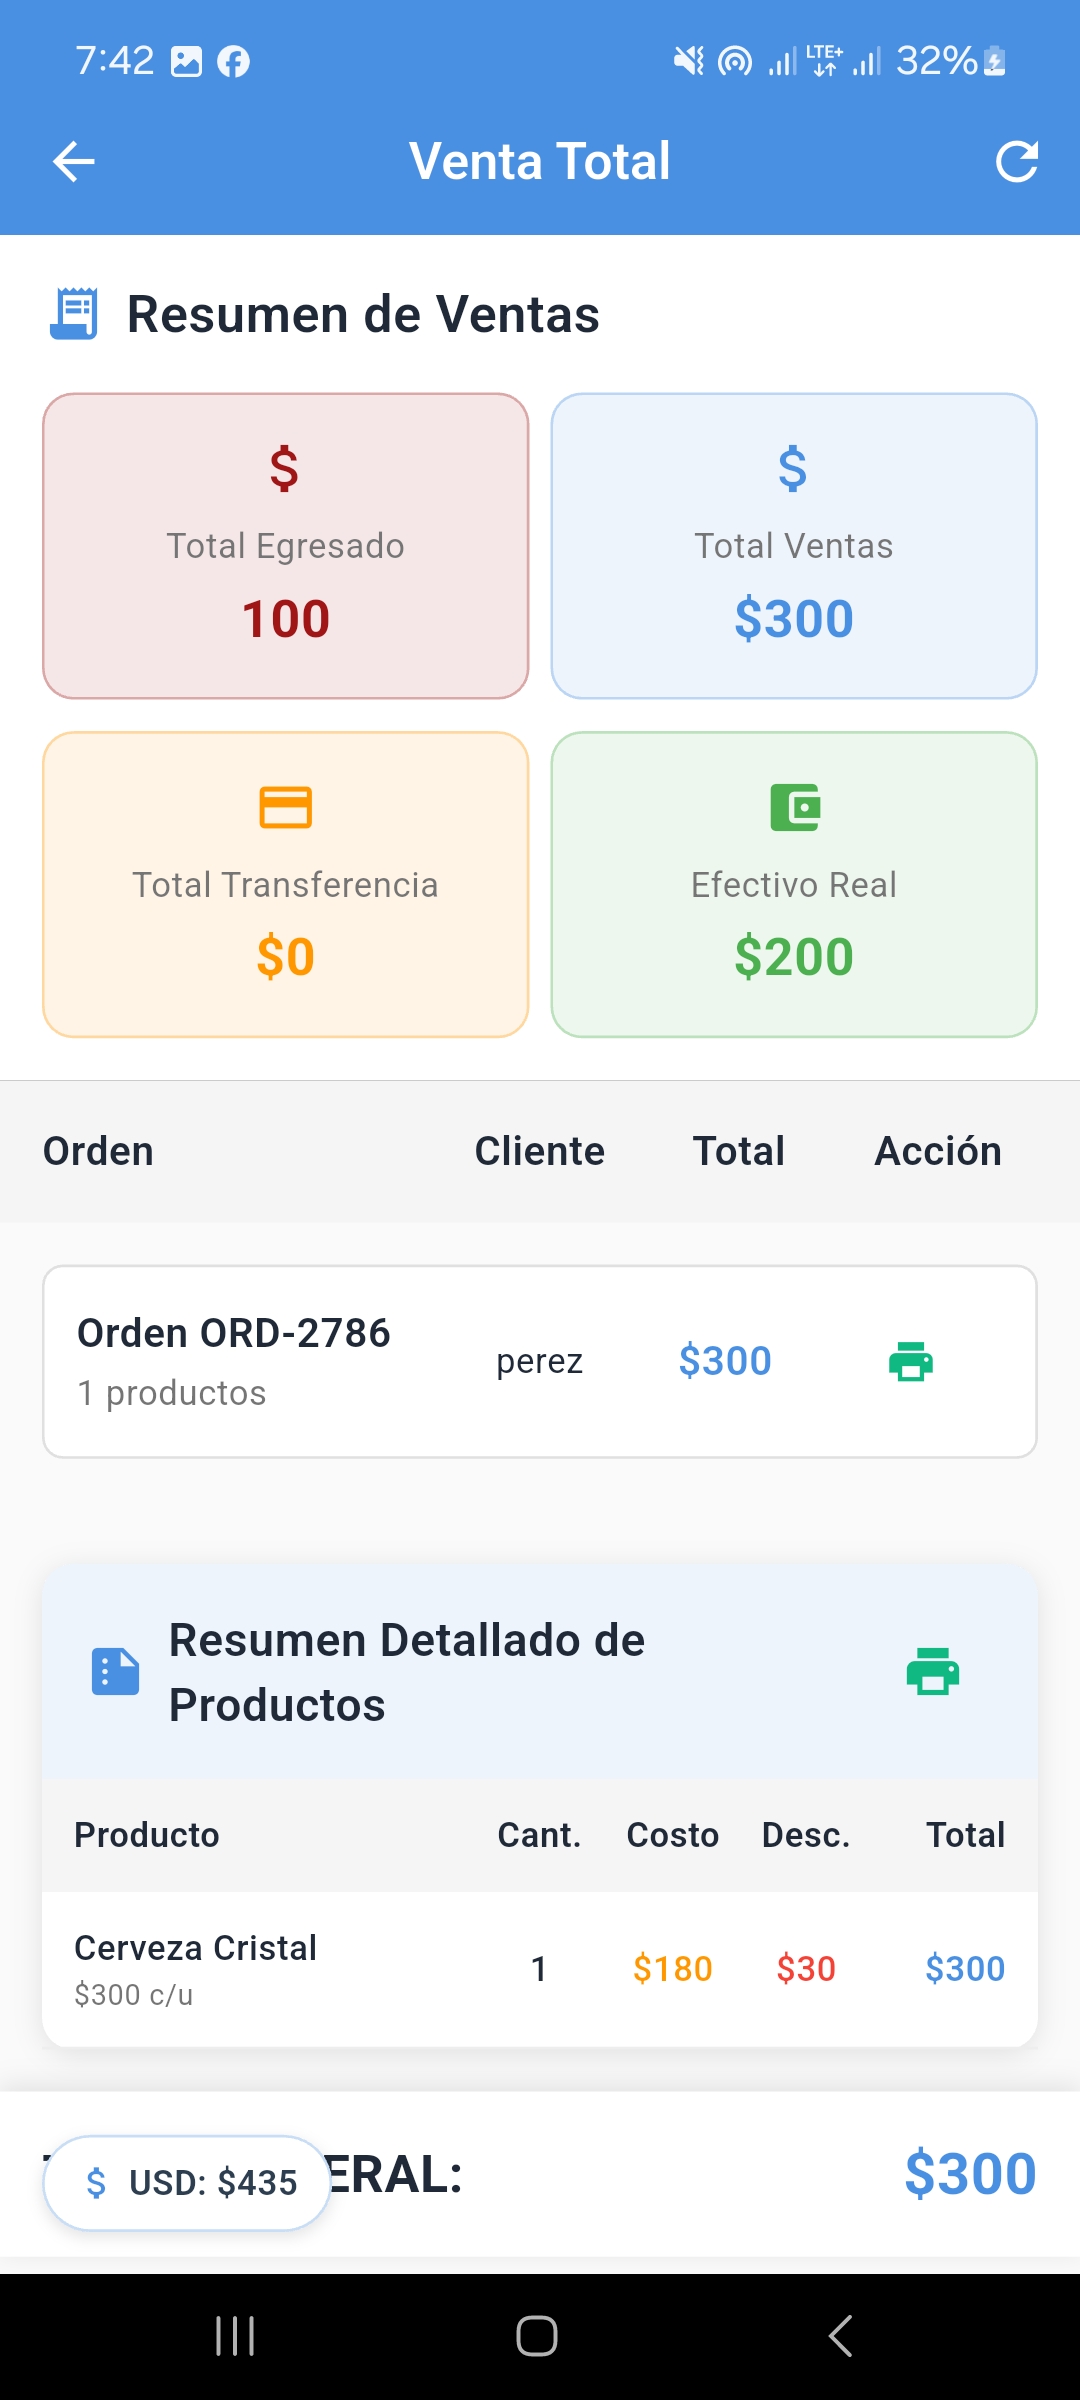 7:42
LTE+
32%
Venta Total
Resumen de Ventas
$
Total Egresado
100
$
Total Ventas
$300
Total Transferencia
$0
Efectivo Real
$200
Orden Cliente Total Acción
Orden ORD-2786
1 productos
perez
$300
Resumen Detallado de
Productos
Producto Cant. Costo Desc. Total
Cerveza Cristal
$300 c/u
1 $180 $30 $300
$ USD: $435
ERAL:
$300